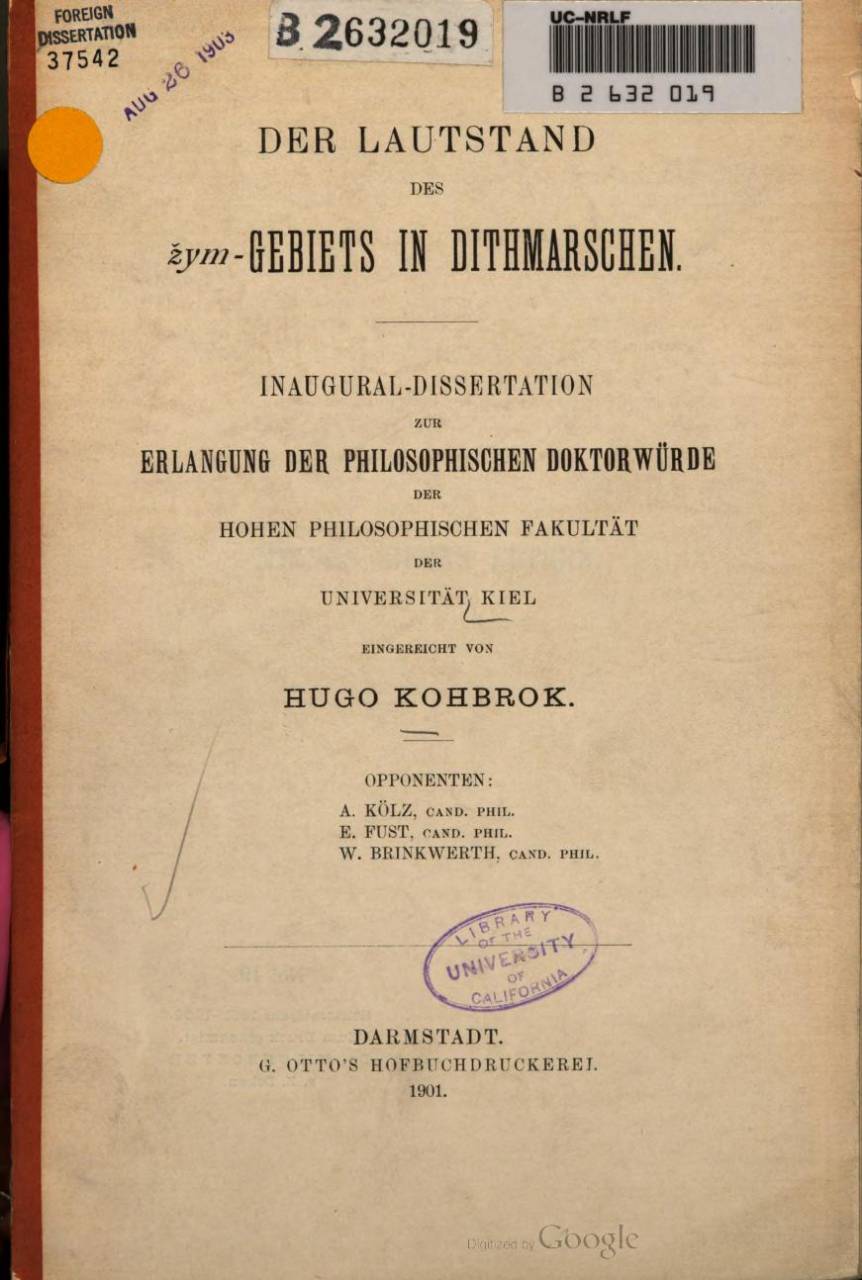 FOREIGN
DISSERTATION
37542
AUG 26 1903
B 2632019
UC-NRLF
B 2 632 019
DER LAUTSTAND
DES
žym-GEBIETS IN DITHMARSCHEN.
INAUGURAL-DISSERTATION
ZUR
ERLANGUNG DER PHILOSOPHISCHEN DOKTORWÜRDE
DER
HOHEN PHILOSOPHISCHEN FAKULTÄT
DER
UNIVERSITÄT KIEL
EINGEREICHT VON
HUGO KOHBROK.
OPPONENTEN:
A. KÖLZ, CAND. PHIL.
E. FUST, CAND. PHIL.
W. BRINKWERTH, CAND. PHIL.
LIBRARY
OF THE
UNIVERSITY
OF
CALIFORNIA
DARMSTADT.
G. OTTO'S HOFBUCHDRUCKEREI.
1901.
Digitized by Google